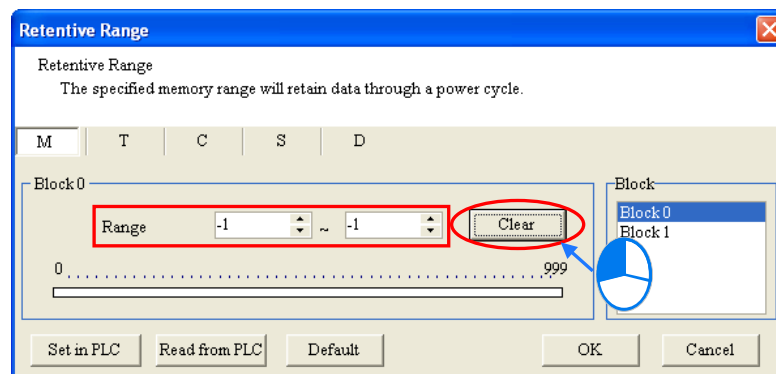 Retentive Range
Retentive Range
The specified memory range will retain data through a power cycle.
M T C S D
Block 0
Range -1 ~ -1 Clear
0 999
Block
Block 0
Block 1
Set in PLC Read from PLC Default OK Cancel